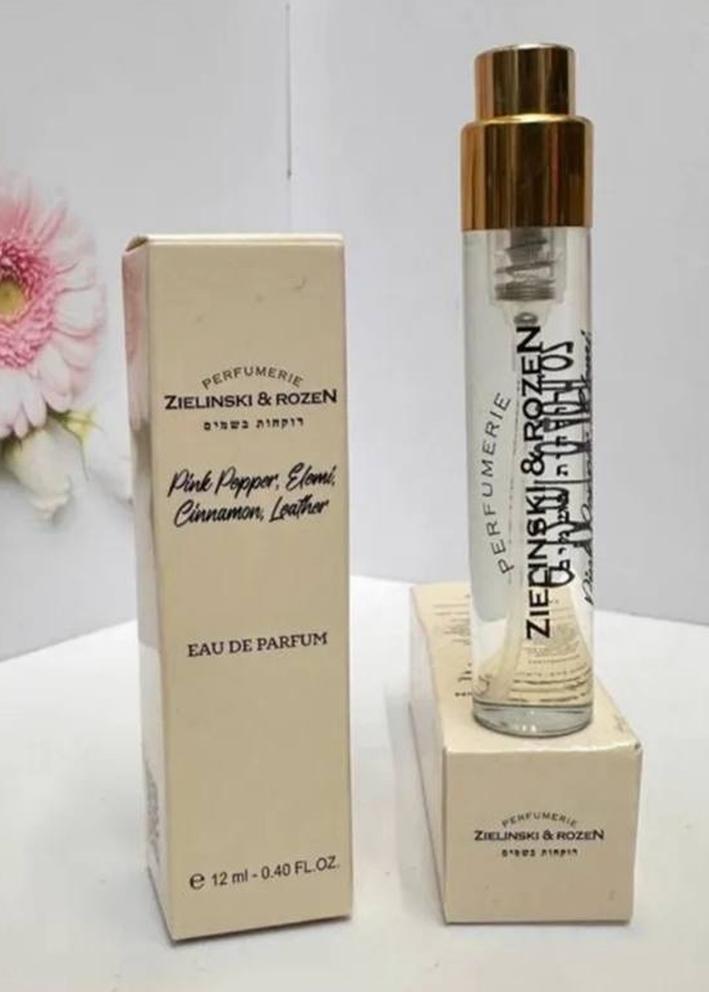 PERFUMERIE
ZIELINSKI & ROZEN
רוקחות בשמים
Pink Pepper, Elemi,
Cinnamon, Leather
EAU DE PARFUM
e 12 ml - 0.40 FL.OZ.
PERFUMERIE
ZIELINSKI & ROZEN
PERFUMERIE
ZIELINSKI & ROZEN
רוקחות בשמים